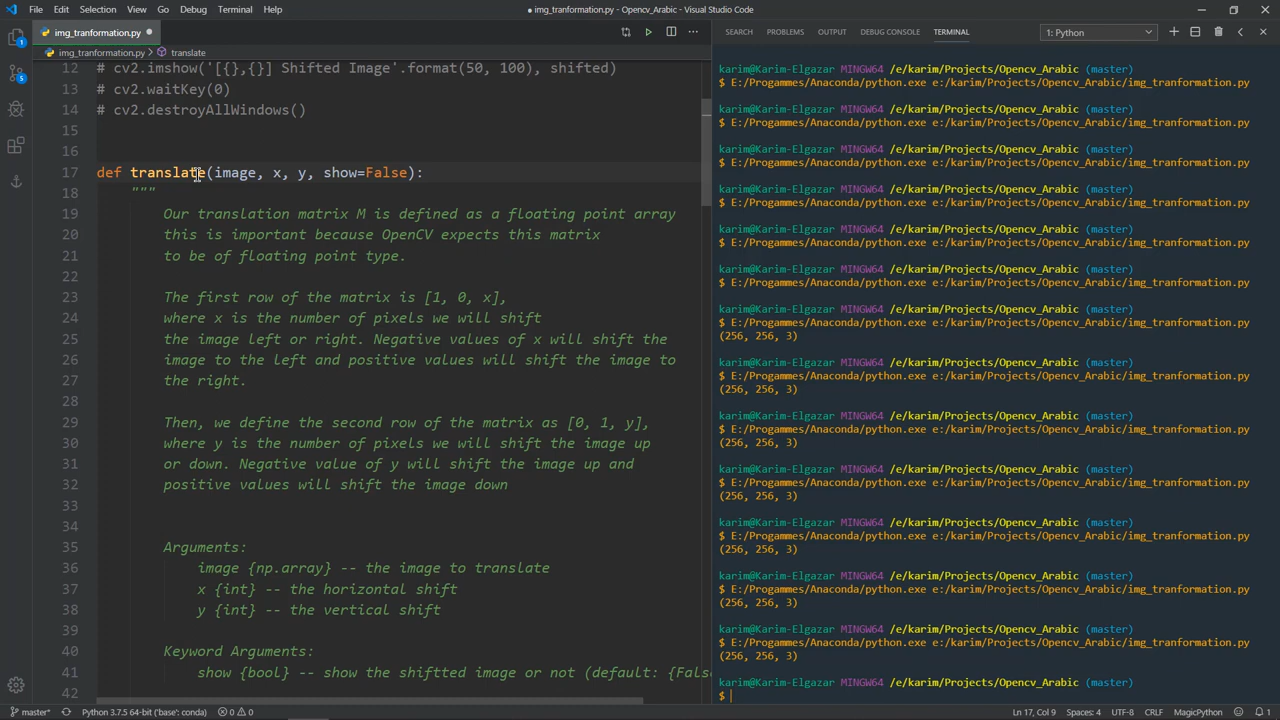 File Edit Selection View Go Debug Terminal Help
● img_tranformation.py - Opencv_Arabic - Visual Studio Code
img_tranformation.py ●
img_tranformation.py > translate
12 # cv2.imshow('[{},{}] Shifted Image'.format(50, 100), shifted)
13 # cv2.waitKey(0)
14 # cv2.destroyAllWindows()
15
16
17 def translate(image, x, y, show=False):
18 """
19 Our translation matrix M is defined as a floating point array
20 this is important because OpenCV expects this matrix
21 to be of floating point type.
22
23 The first row of the matrix is [1, 0, x],
24 where x is the number of pixels we will shift
25 the image left or right. Negative values of x will shift the
26 image to the left and positive values will shift the image to
27 the right.
28
29 Then, we define the second row of the matrix as [0, 1, y],
30 where y is the number of pixels we will shift the image up
31 or down. Negative value of y will shift the image up and
32 positive values will shift the image down
33
34
35 Arguments:
36 image {np.array} -- the image to translate
37 x {int} -- the horizontal shift
38 y {int} -- the vertical shift
39
40 Keyword Arguments:
41 show {bool} -- show the shiftted image or not (default: {Fals
42
SEARCH PROBLEMS OUTPUT DEBUG CONSOLE TERMINAL 1: Python
karim@Karim-Elgazar MINGW64 /e/karim/Projects/Opencv_Arabic (master)
$ E:/Progammes/Anaconda/python.exe e:/karim/Projects/Opencv_Arabic/img_tranformation.py
karim@Karim-Elgazar MINGW64 /e/karim/Projects/Opencv_Arabic (master)
$ E:/Progammes/Anaconda/python.exe e:/karim/Projects/Opencv_Arabic/img_tranformation.py
karim@Karim-Elgazar MINGW64 /e/karim/Projects/Opencv_Arabic (master)
$ E:/Progammes/Anaconda/python.exe e:/karim/Projects/Opencv_Arabic/img_tranformation.py
karim@Karim-Elgazar MINGW64 /e/karim/Projects/Opencv_Arabic (master)
$ E:/Progammes/Anaconda/python.exe e:/karim/Projects/Opencv_Arabic/img_tranformation.py
karim@Karim-Elgazar MINGW64 /e/karim/Projects/Opencv_Arabic (master)
$ E:/Progammes/Anaconda/python.exe e:/karim/Projects/Opencv_Arabic/img_tranformation.py
karim@Karim-Elgazar MINGW64 /e/karim/Projects/Opencv_Arabic (master)
$ E:/Progammes/Anaconda/python.exe e:/karim/Projects/Opencv_Arabic/img_tranformation.py
karim@Karim-Elgazar MINGW64 /e/karim/Projects/Opencv_Arabic (master)
$ E:/Progammes/Anaconda/python.exe e:/karim/Projects/Opencv_Arabic/img_tranformation.py
(256, 256, 3)
karim@Karim-Elgazar MINGW64 /e/karim/Projects/Opencv_Arabic (master)
$ E:/Progammes/Anaconda/python.exe e:/karim/Projects/Opencv_Arabic/img_tranformation.py
(256, 256, 3)
karim@Karim-Elgazar MINGW64 /e/karim/Projects/Opencv_Arabic (master)
$ E:/Progammes/Anaconda/python.exe e:/karim/Projects/Opencv_Arabic/img_tranformation.py
(256, 256, 3)
karim@Karim-Elgazar MINGW64 /e/karim/Projects/Opencv_Arabic (master)
$ E:/Progammes/Anaconda/python.exe e:/karim/Projects/Opencv_Arabic/img_tranformation.py
(256, 256, 3)
karim@Karim-Elgazar MINGW64 /e/karim/Projects/Opencv_Arabic (master)
$ E:/Progammes/Anaconda/python.exe e:/karim/Projects/Opencv_Arabic/img_tranformation.py
(256, 256, 3)
karim@Karim-Elgazar MINGW64 /e/karim/Projects/Opencv_Arabic (master)
$ E:/Progammes/Anaconda/python.exe e:/karim/Projects/Opencv_Arabic/img_tranformation.py
(256, 256, 3)
karim@Karim-Elgazar MINGW64 /e/karim/Projects/Opencv_Arabic (master)
$ E:/Progammes/Anaconda/python.exe e:/karim/Projects/Opencv_Arabic/img_tranformation.py
(256, 256, 3)
karim@Karim-Elgazar MINGW64 /e/karim/Projects/Opencv_Arabic (master)
$
1
5
master* Python 3.7.5 64-bit ('base': conda) 0 0 Ln 17, Col 9 Spaces: 4 UTF-8 CRLF MagicPython 1